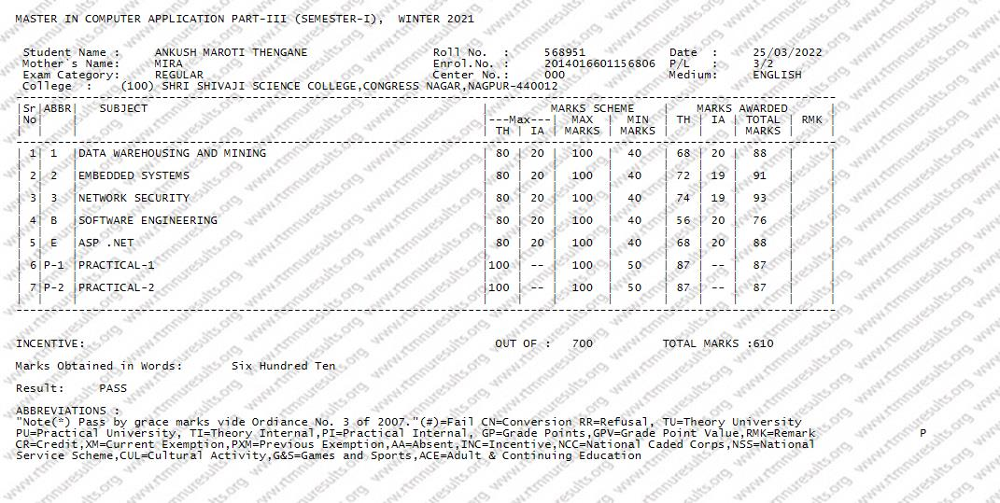 MASTER IN COMPUTER APPLICATION PART-III (SEMESTER-I), WINTER 2021
Student Name : ANKUSH MAROTI THENGANE Roll No. : 568951 Date : 25/03/2022
Mother's Name: MIRA Enrol.No. : 2014016601156806 P/L : 3/2
Exam Category: REGULAR Center No.: 000 Medium: ENGLISH
College : (100) SHRI SHIVAJI SCIENCE COLLEGE,CONGRESS NAGAR,NAGPUR-440012
|Sr|ABBR| SUBJECT | MARKS SCHEME | MARKS AWARDED |
|No| | |---Max---| MAX | MIN | TH | IA | TOTAL | RMK |
| | | | TH | IA | MARKS | MARKS | | | MARKS | |
| 1| 1 |DATA WAREHOUSING AND MINING | 80 | 20 | 100 | 40 | 68 | 20 | 88 | |
| 2| 2 |EMBEDDED SYSTEMS | 80 | 20 | 100 | 40 | 72 | 19 | 91 | |
| 3| 3 |NETWORK SECURITY | 80 | 20 | 100 | 40 | 74 | 19 | 93 | |
| 4| B |SOFTWARE ENGINEERING | 80 | 20 | 100 | 40 | 56 | 20 | 76 | |
| 5| E |ASP .NET | 80 | 20 | 100 | 40 | 68 | 20 | 88 | |
| 6|P-1 |PRACTICAL-1 |100 | -- | 100 | 50 | 87 | -- | 87 | |
| 7|P-2 |PRACTICAL-2 |100 | -- | 100 | 50 | 87 | -- | 87 | |
INCENTIVE: OUT OF : 700 TOTAL MARKS :610
Marks Obtained in Words: Six Hundred Ten
Result: PASS
ABBREVIATIONS :
"Note(*) Pass by grace marks vide Ordiance No. 3 of 2007."(#)=Fail CN=Conversion RR=Refusal, TU=Theory University
PU=Practical University, TI=Theory Internal,PI=Practical Internal, GP=Grade Points,GPV=Grade Point Value,RMK=Remark P
CR=Credit,XM=Current Exemption,PXM=Previous Exemption,AA=Absent,INC=Incentive,NCC=National Caded Corps,NSS=National
Service Scheme,CUL=Cultural Activity,G&S=Games and Sports,ACE=Adult & Continuing Education
www.rtmnuresults.org